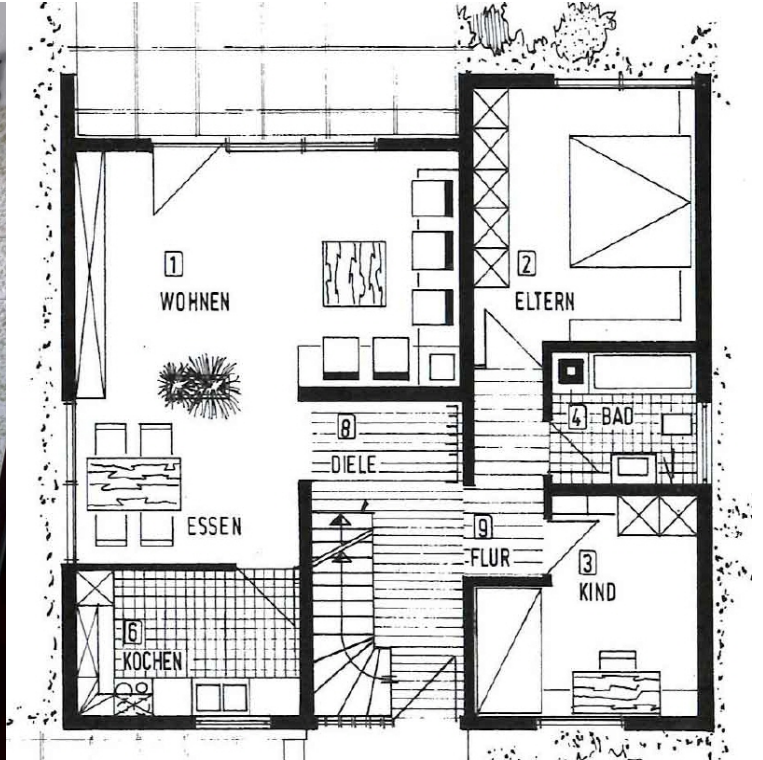 1
WOHNEN
2
ELTERN
4 BAD
8
DIELE
ESSEN
9
FLUR
3
KIND
6
KOCHEN